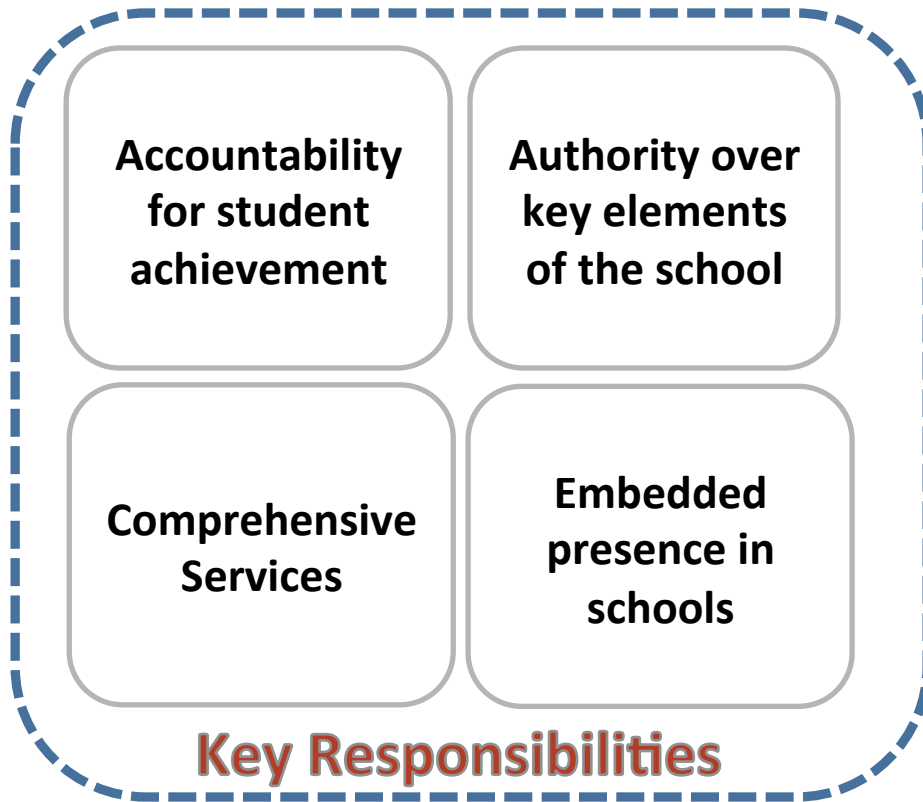 Accountability
for student
achievement
Authority over
key elements
of the school
Comprehensive
Services
Embedded
presence in
schools
Key Responsibilities